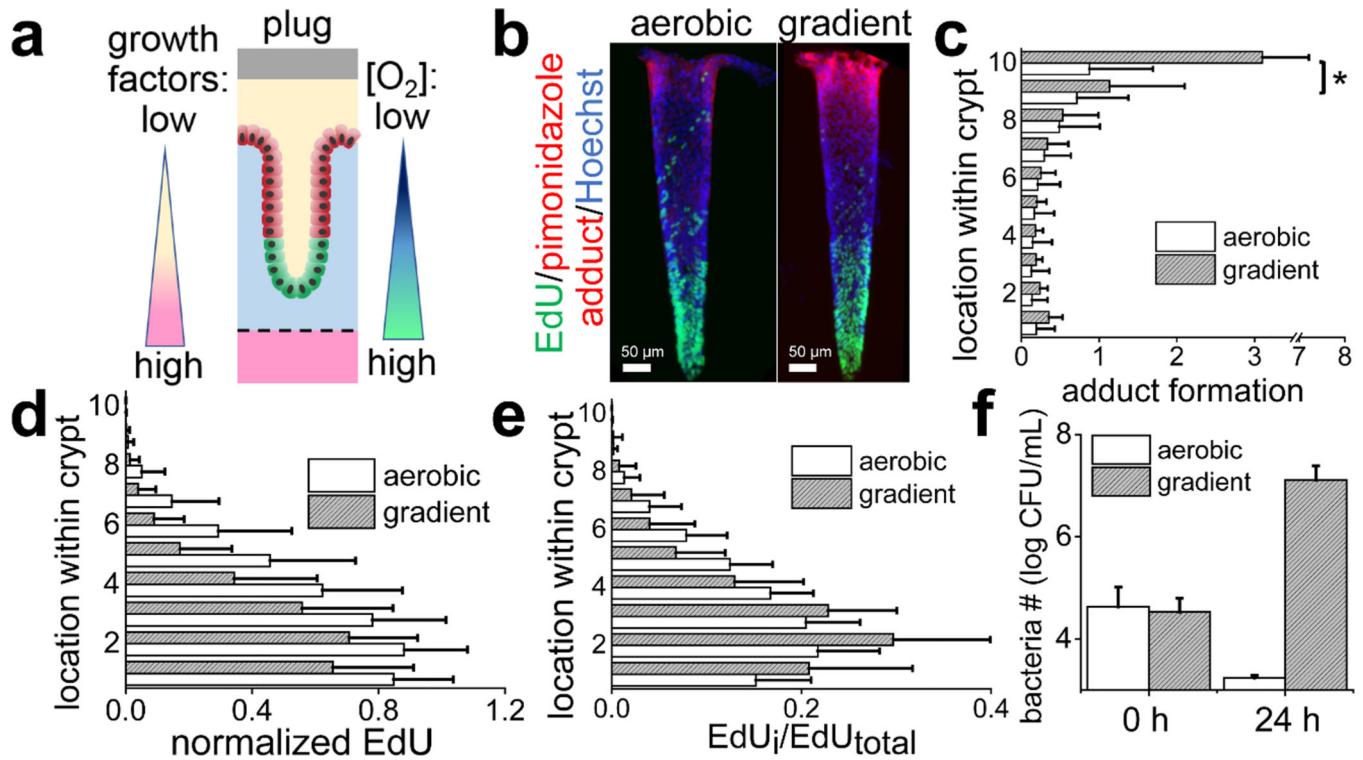 a
growth
factors:
low
high
plug
[O₂]:
low
high
b
aerobic
gradient
EdU/pimonidazole
adduct/Hoechst
50 µm
50 µm
c
location within crypt
10
8
6
4
2
aerobic
gradient
*
0 1 2 3 7 8
adduct formation
d
location within crypt
10
8
6
4
2
aerobic
gradient
0.0 0.4 0.8 1.2
normalized EdU
e
location within crypt
10
8
6
4
2
aerobic
gradient
0.0 0.2 0.4
EdUᵢ/EdUtotal
f
bacteria # (log CFU/mL)
8
6
4
aerobic
gradient
0 h 24 h